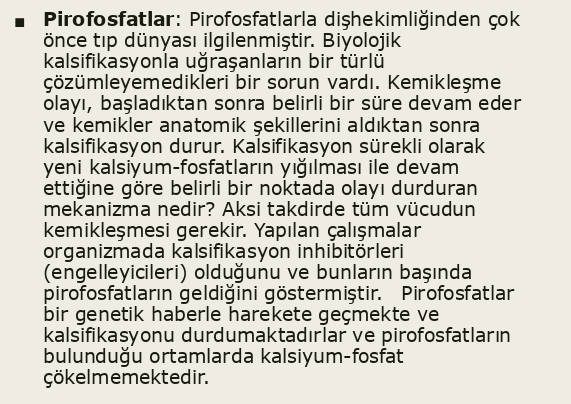 ▪ Pirofosfatlar: Pirofosfatlarla dişhekimliğinden çok
önce tıp dünyası ilgilenmiştir. Biyolojik
kalsifikasyonla uğraşanların bir türlü
çözümleyemedikleri bir sorun vardı. Kemikleşme
olayı, başladıktan sonra belirli bir süre devam eder
ve kemikler anatomik şekillerini aldıktan sonra
kalsifikasyon durur. Kalsifikasyon sürekli olarak
yeni kalsiyum-fosfatların yığılması ile devam
ettiğine göre belirli bir noktada olayı durduran
mekanizma nedir? Aksi takdirde tüm vücudun
kemikleşmesi gerekir. Yapılan çalışmalar
organizmada kalsifikasyon inhibitörleri
(engelleyicileri) olduğunu ve bunların başında
pirofosfatların geldiğini göstermiştir.   Pirofosfatlar
bir genetik haberle harekete geçmekte ve
kalsifikasyonu durdumaktadırlar ve pirofosfatların
bulunduğu ortamlarda kalsiyum-fosfat
çökelmemektedir.